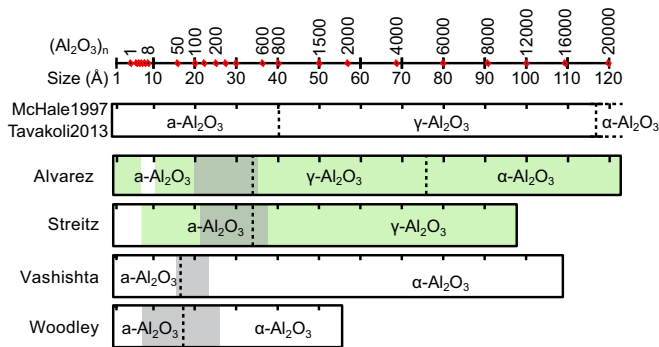 (Al₂O₃)ₙ 1 8 50 100 200 600 800 1500 2000 4000 6000 8000 12000 14000 20000
Size (Å) 1 10 20 30 40 50 60 70 80 90 100 110 120
McHale1997
Tavakoli2013 a-Al₂O₃ γ-Al₂O₃ α-Al₂O₃
Alvarez a-Al₂O₃ γ-Al₂O₃ α-Al₂O₃
Streitz a-Al₂O₃ γ-Al₂O₃
Vashishta a-Al₂O₃ α-Al₂O₃
Woodley a-Al₂O₃ α-Al₂O₃